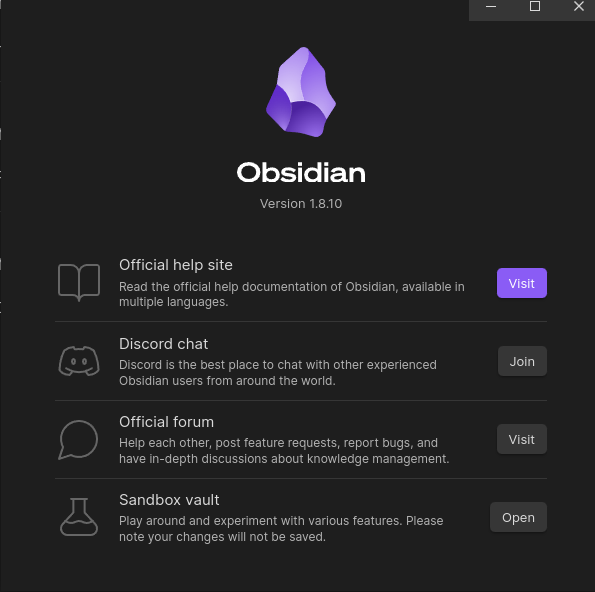 Obsidian
Version 1.8.10
Official help site
Read the official help documentation of Obsidian, available in
multiple languages.
Visit
Discord chat
Discord is the best place to chat with other experienced
Obsidian users from around the world.
Join
Official forum
Help each other, post feature requests, report bugs, and
have in-depth discussions about knowledge management.
Visit
Sandbox vault
Play around and experiment with various features. Please
note your changes will not be saved.
Open